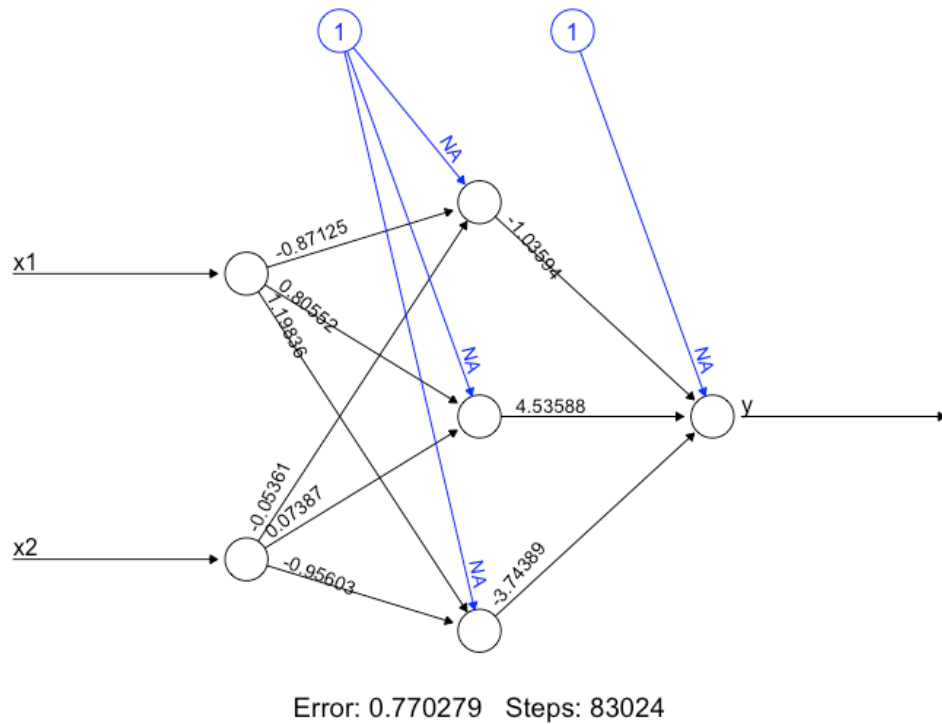 1
1
NA
-0.87125
-1.03594
x1
0.80552
1.19836
NA
NA
4.53588
y
-0.05361
0.07387
x2
-0.95603
NA
-3.74389
Error: 0.770279 Steps: 83024